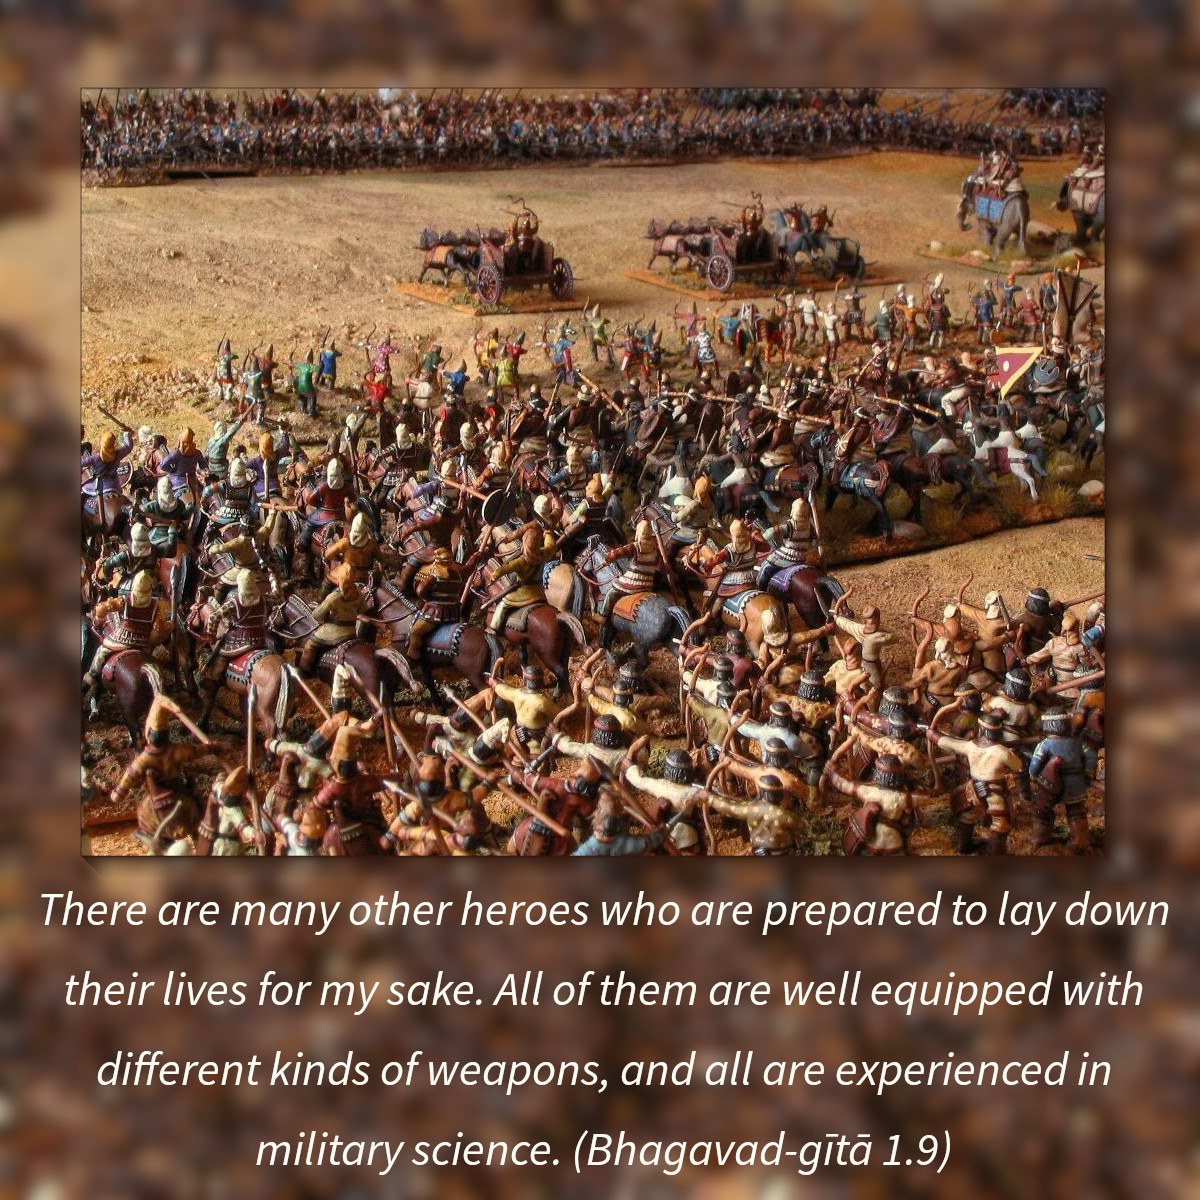 There are many other heroes who are prepared to lay down
their lives for my sake. All of them are well equipped with
different kinds of weapons, and all are experienced in
military science. (Bhagavad-gītā 1.9)